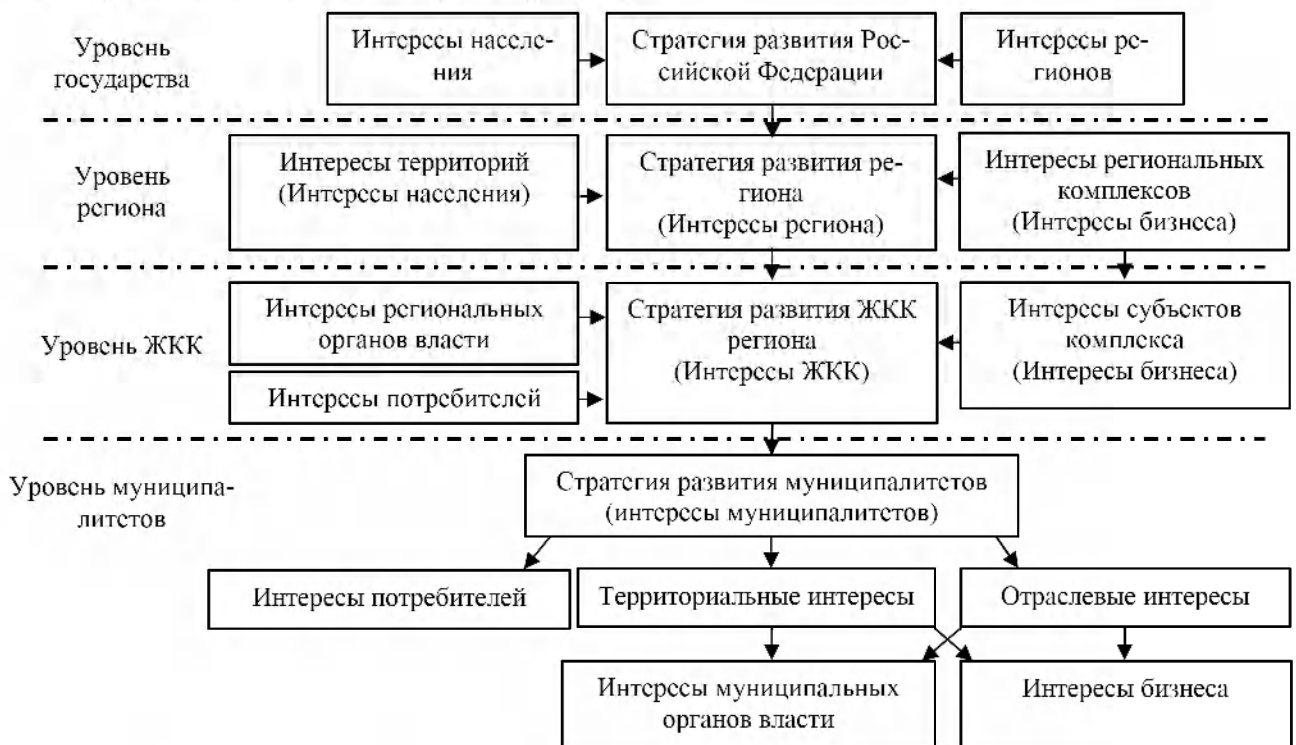 Уровень
государства
Интересы населе-
ния
Стратегия развития Рос-
сийской Федерации
Интересы ре-
гионов
Уровень
региона
Интересы территорий
(Интересы населения)
Стратегия развития ре-
гиона
(Интересы региона)
Интересы региональных
комплексов
(Интересы бизнеса)
Уровень ЖКК
Интересы региональных
органов власти
Интересы потребителей
Стратегия развития ЖКК
региона
(Интересы ЖКК)
Интересы субъектов
комплекса
(Интересы бизнеса)
Уровень муниципа-
литетов
Стратегия развития муниципалитетов
(интересы муниципалитетов)
Интересы потребителей
Территориальные интересы
Отраслевые интересы
Интересы муниципальных
органов власти
Интересы бизнеса